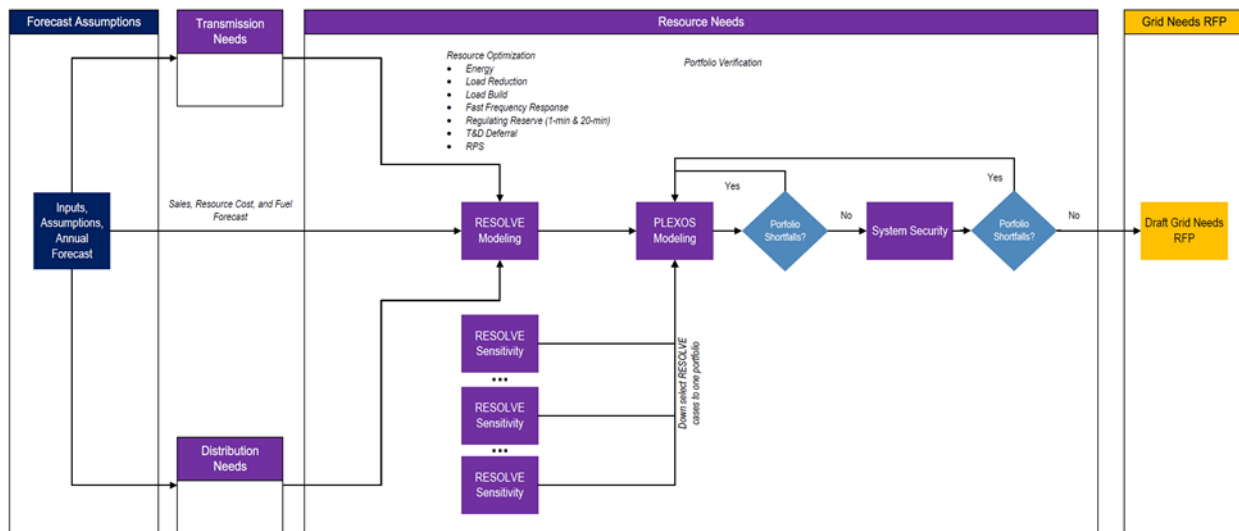 Forecast Assumptions
Transmission
Needs
Resource Needs
Grid Needs RFP
Resource Optimization
• Energy
• Load Reduction
• Load Build
• Fast Frequency Response
• Regulating Reserve (1-min & 20-min)
• T&D Deferral
• RPS
Portfolio Verification
Inputs,
Assumptions,
Annual
Forecast
Sales, Resource Cost, and Fuel
Forecast
RESOLVE
Modeling
PLEXOS
Modeling
Yes
Porfolio
Shortfalls?
No
System Security
Yes
Porfolio
Shortfalls?
No
Draft Grid Needs
RFP
RESOLVE
Sensitivity
...
RESOLVE
Sensitivity
...
RESOLVE
Sensitivity
Down select RESOLVE
cases to one portfolio
Distribution
Needs